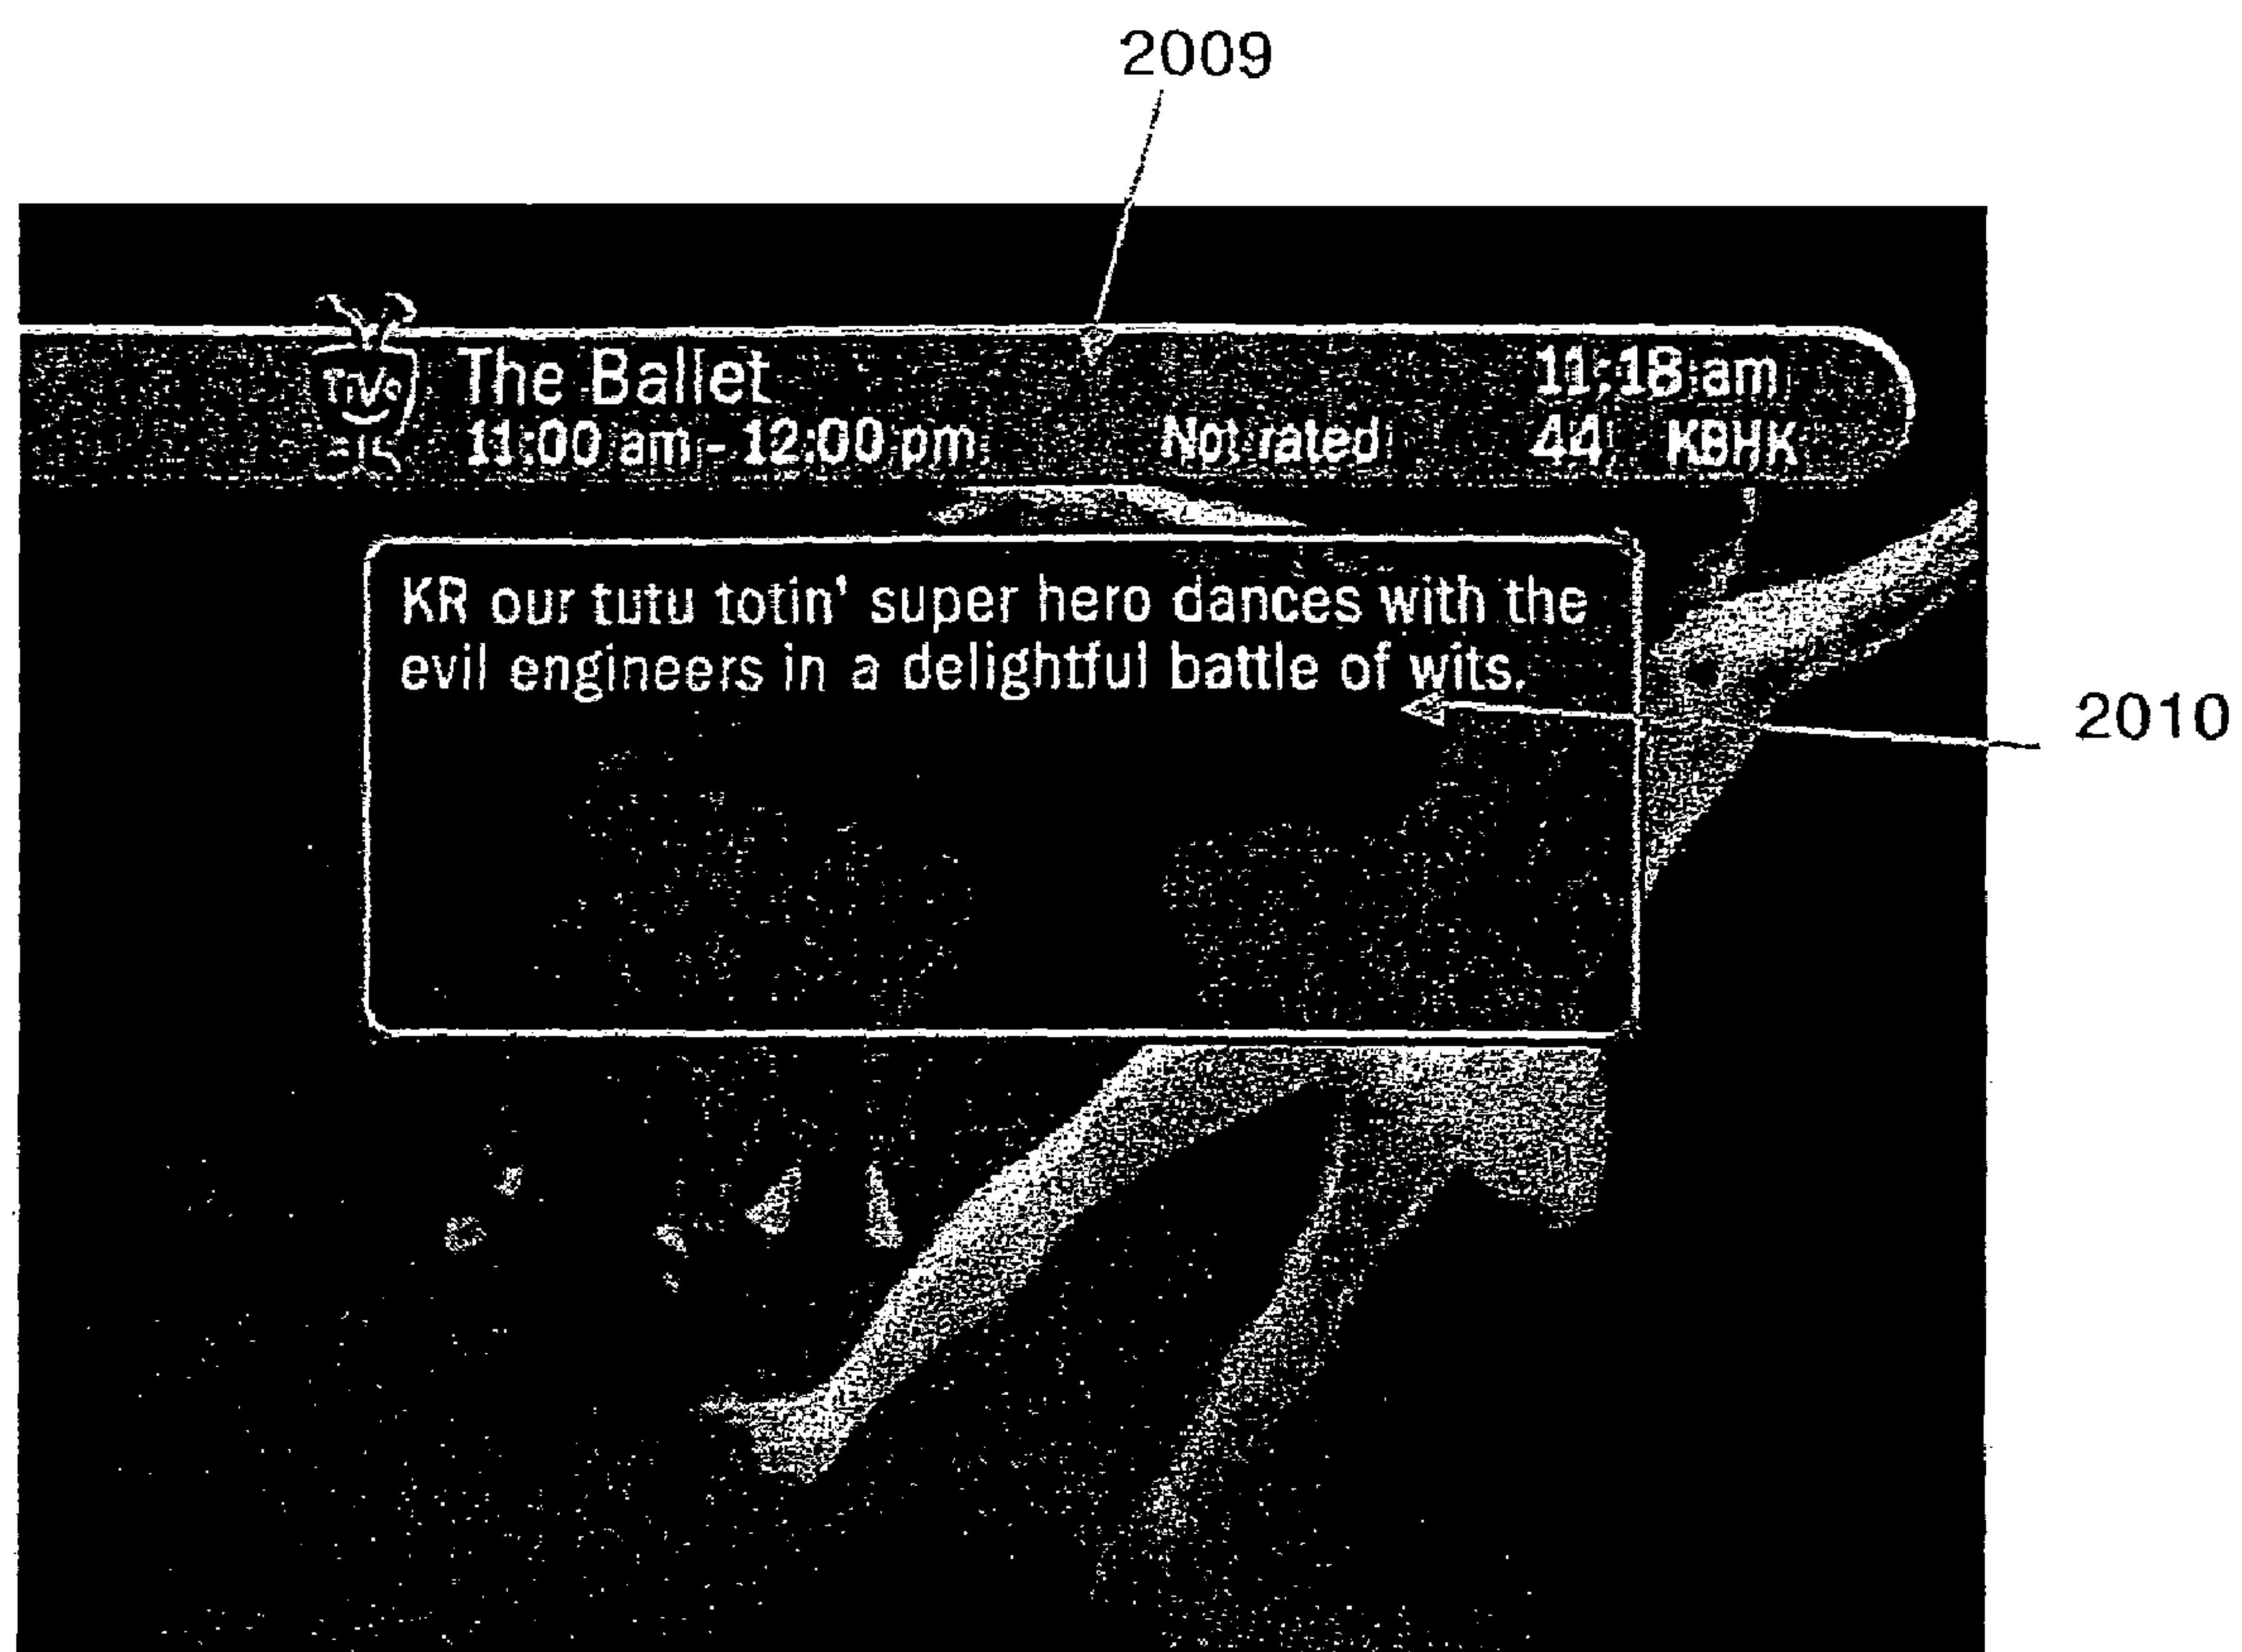 2009
TiVo
The Ballet
11:18 am
11:00 am - 12:00 pm
Not rated
44 KBHK
KR our tutu totin' super hero dances with the
evil engineers in a delightful battle of wits.
2010